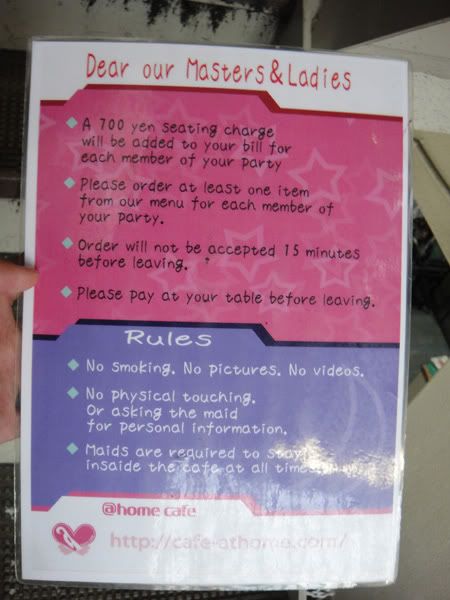 Dear our Masters & Ladies
A 700 yen seating charge
will be added to your bill for
each member of your party
Please order at least one item
from our menu for each member of
your party.
Order will not be accepted 15 minutes
before leaving.
Please pay at your table before leaving.
Rules
No smoking. No pictures. No videos.
No physical touching.
Or asking the maid
for personal information.
Maids are required to stay
insaide the cafe at all times
@home cafe
http://cafe-athome.com/